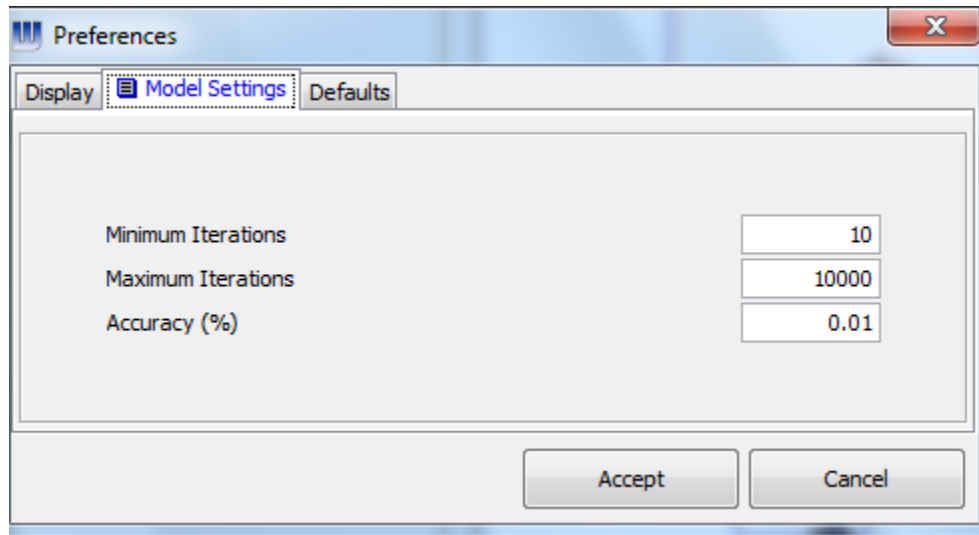 Preferences
Display Model Settings Defaults
Minimum Iterations 10
Maximum Iterations 10000
Accuracy (%) 0.01
Accept Cancel